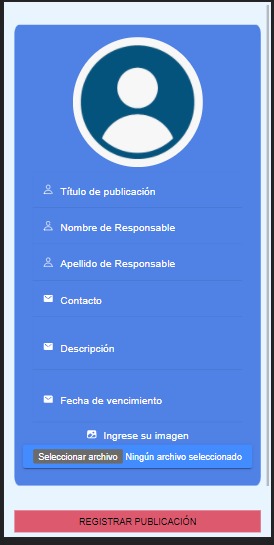 Título de publicación
Nombre de Responsable
Apellido de Responsable
Contacto
Descripción
Fecha de vencimiento
Ingrese su imagen
Seleccionar archivo Ningún archivo seleccionado
REGISTRAR PUBLICACIÓN